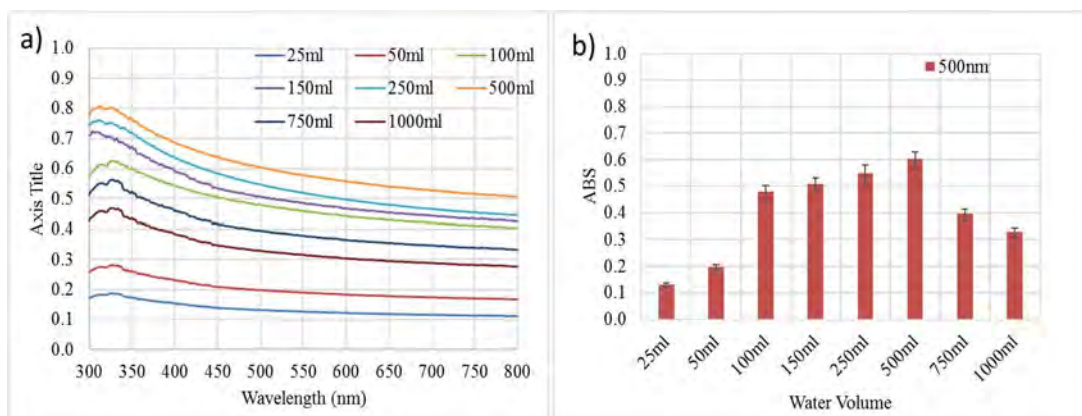 a)
25ml 50ml 100ml
150ml 250ml 500ml
750ml 1000ml
1.0
0.9
0.8
0.7
0.6
0.5
0.4
0.3
0.2
0.1
0.0
Axis Title
300 350 400 450 500 550 600 650 700 750 800
Wavelength (nm)
b)
500nm
1.0
0.9
0.8
0.7
0.6
0.5
0.4
0.3
0.2
0.1
0.0
ABS
25ml 50ml 100ml 150ml 250ml 500ml 750ml 1000ml
Water Volume